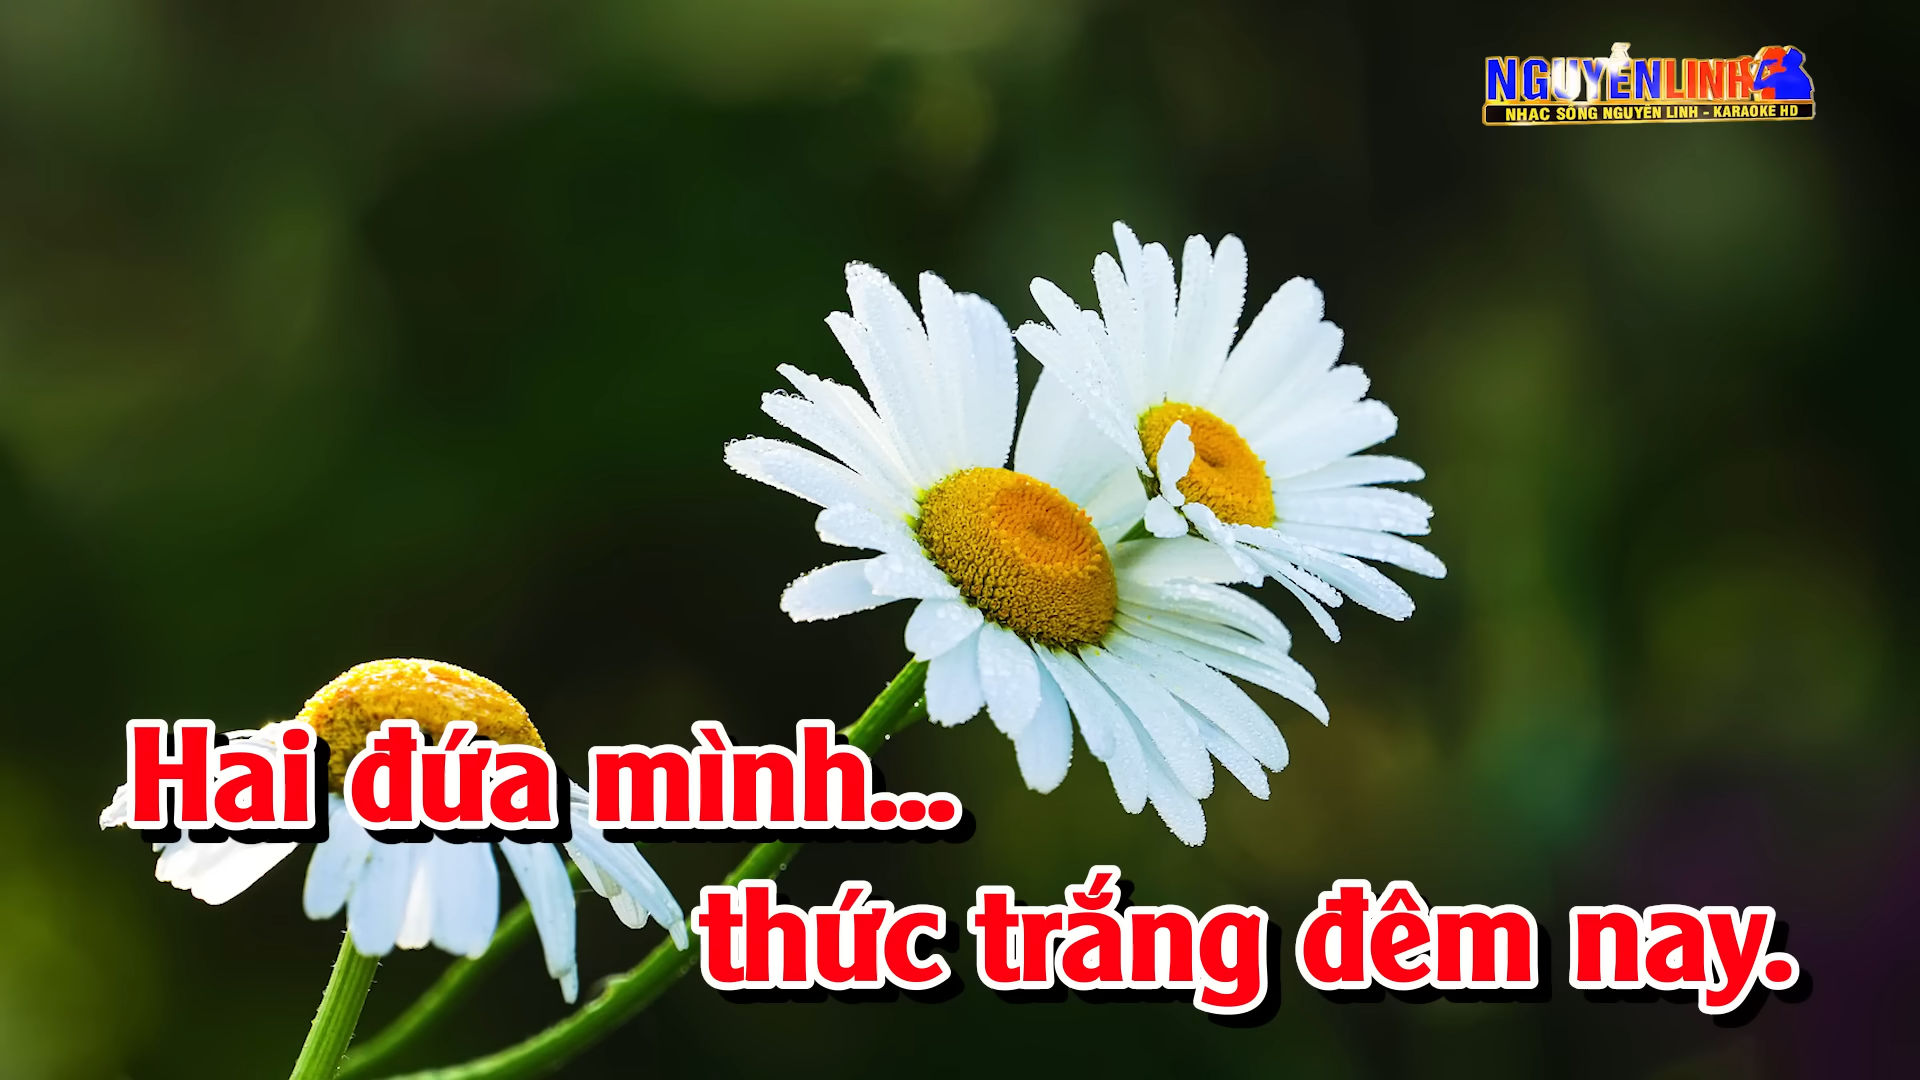 NGUYỄN LINH
NHẠC SỐNG NGUYỄN LINH - KARAOKE HD
Hai đứa mình...
thức trắng đêm nay.